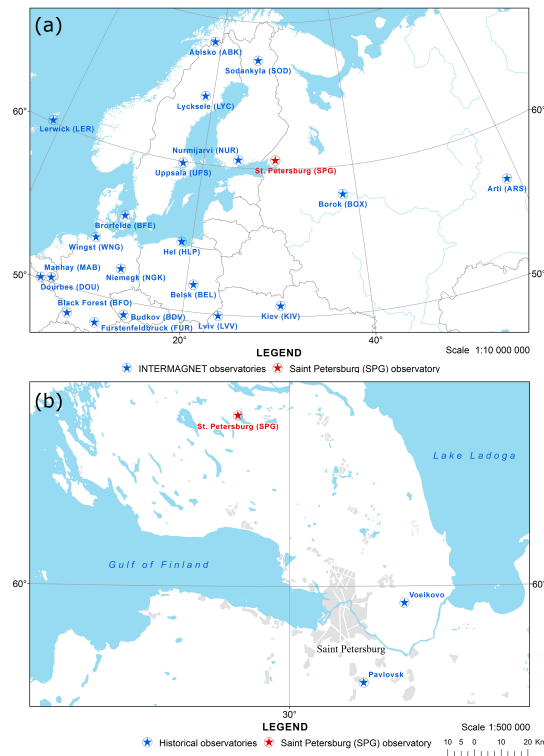 (a)
Abisko (ABK)
Sodankyla (SOD)
Lycksele (LYC)
60°
60°
Lerwick (LER)
Nurmijarvi (NUR)
Uppsala (UPS)
St. Petersburg (SPG)
Arti (ARS)
Borok (BOX)
Brorfelde (BFE)
Wingst (WNG)
Hel (HLP)
Manhay (MAB)
Niemegk (NGK)
50°
50°
Dourbes (DOU)
Belsk (BEL)
Black Forest (BFO)
Budkov (BDV)
Kiev (KIV)
Furstenfeldbruck (FUR)
Lviv (LVV)
20°
40°
LEGEND
Scale 1:10 000 000
INTERMAGNET observatories
Saint Petersburg (SPG) observatory
(b)
St. Petersburg (SPG)
Lake Ladoga
Gulf of Finland
60°
60°
Voeikovo
Saint Petersburg
Pavlovsk
30°
LEGEND
Scale 1:500 000
Historical observatories
Saint Petersburg (SPG) observatory
10 5 0 10 20 Km